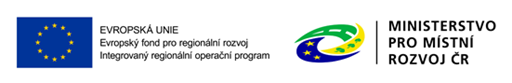 EVROPSKÁ UNIE
Evropský fond pro regionální rozvoj
Integrovaný regionální operační program
MINISTERSTVO
PRO MÍSTNÍ
ROZVOJ ČR